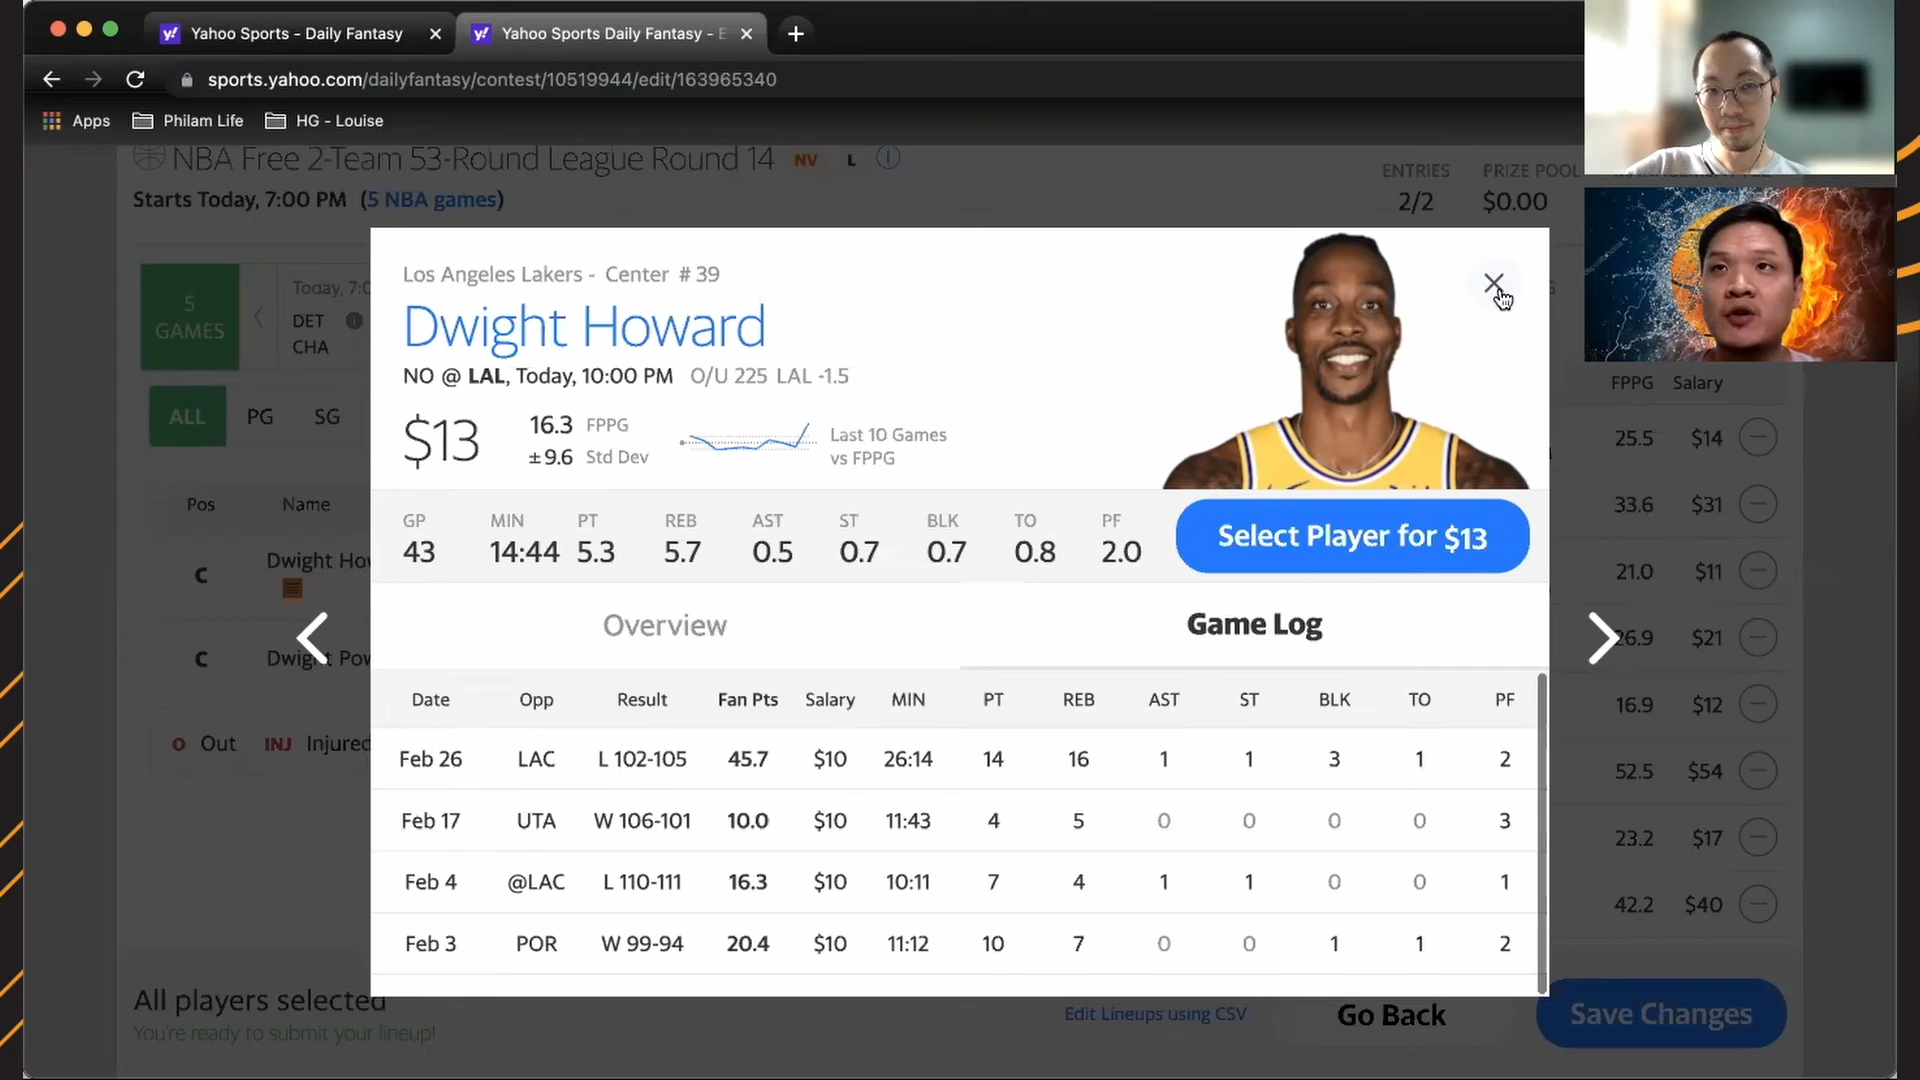 Yahoo Sports - Daily Fantasy
Yahoo Sports Daily Fantasy - E
sports.yahoo.com/dailyfantasy/contest/10519944/edit/163965340
Apps Philam Life HG - Louise
NBA Free 2-Team 53-Round League Round 14 NV L
Starts Today, 7:00 PM (5 NBA games)
ENTRIES PRIZE POOL
2/2 $0.00
5 GAMES
Today, 7:0
DET
CHA
ALL PG SG
Pos Name
C Dwight Ho
C Dwight Po
O Out INJ Injured
Los Angeles Lakers - Center # 39
Dwight Howard
NO @ LAL, Today, 10:00 PM O/U 225 LAL -1.5
$13
16.3 FPPG
±9.6 Std Dev
Last 10 Games
vs FPPG
GP MIN PT REB AST ST BLK TO PF
43 14:44 5.3 5.7 0.5 0.7 0.7 0.8 2.0
Select Player for $13
Overview Game Log
Date Opp Result Fan Pts Salary MIN PT REB AST ST BLK TO PF
Feb 26 LAC L 102-105 45.7 $10 26:14 14 16 1 1 3 1 2
Feb 17 UTA W 106-101 10.0 $10 11:43 4 5 0 0 0 0 3
Feb 4 @LAC L 110-111 16.3 $10 10:11 7 4 1 1 0 0 1
Feb 3 POR W 99-94 20.4 $10 11:12 10 7 0 0 1 1 2
FPPG Salary
25.5 $14
33.6 $31
21.0 $11
26.9 $21
16.9 $12
52.5 $54
23.2 $17
42.2 $40
All players selected
You're ready to submit your lineup!
Edit Lineups using CSV
Go Back
Save Changes